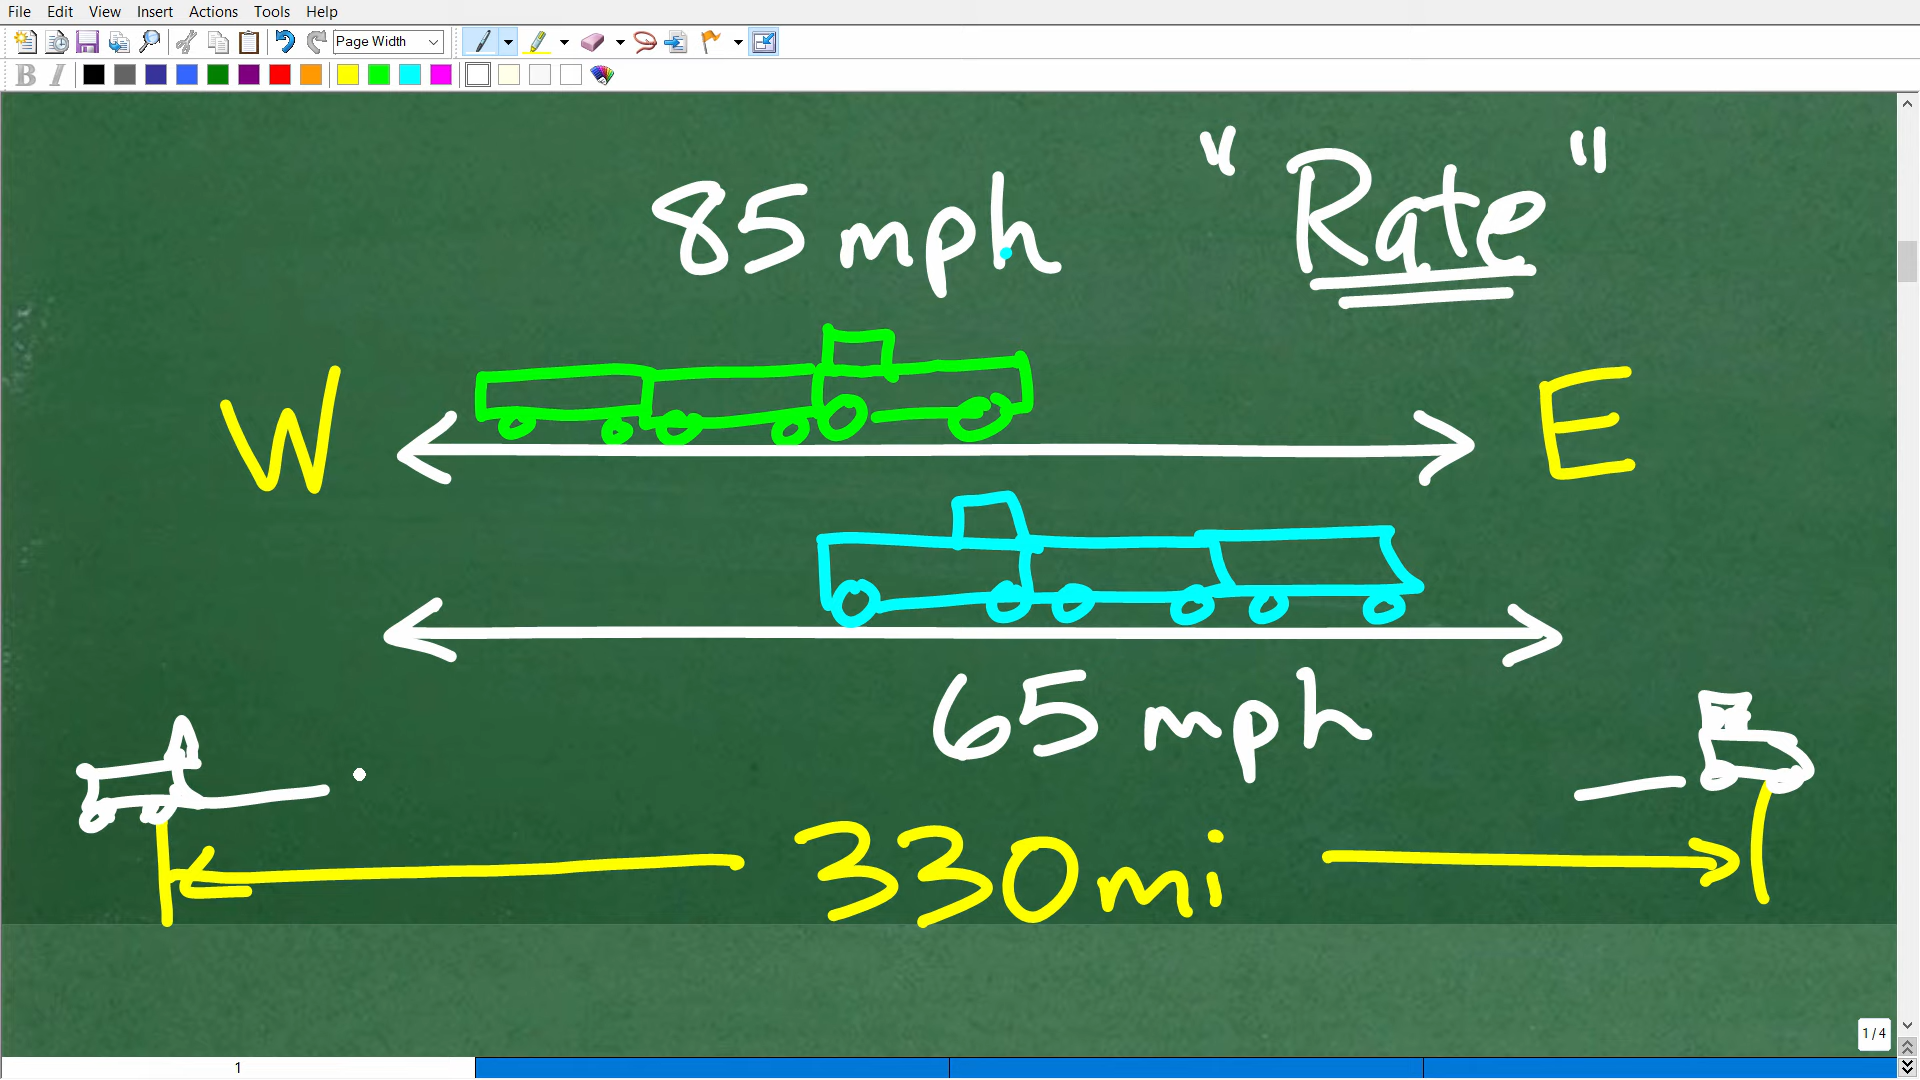 File Edit View Insert Actions Tools Help
Page Width
B I
85 mph "Rate"
W E
65 mph
330 mi
1 / 4
1